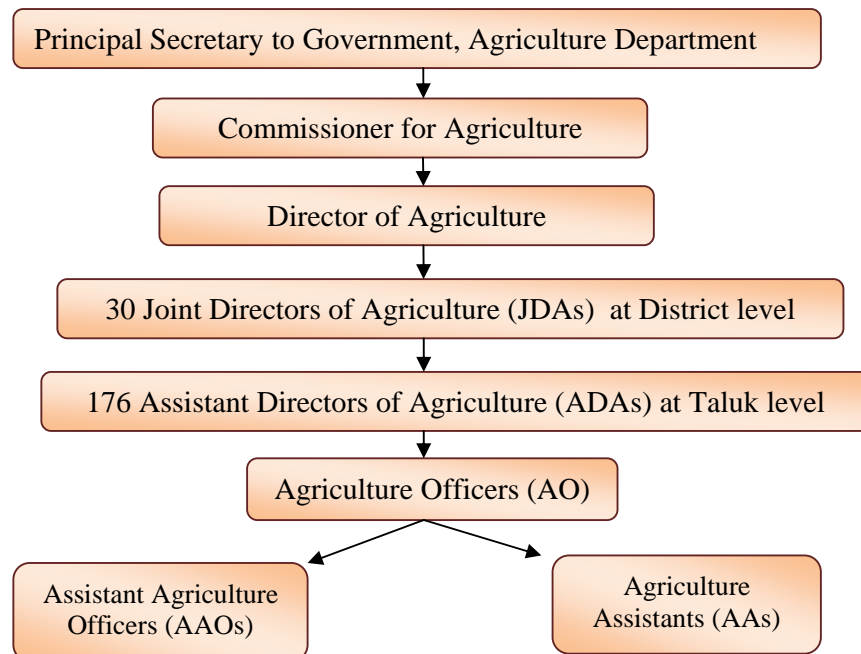 Principal Secretary to Government, Agriculture Department
Commissioner for Agriculture
Director of Agriculture
30 Joint Directors of Agriculture (JDAs) at District level
176 Assistant Directors of Agriculture (ADAs) at Taluk level
Agriculture Officers (AO)
Assistant Agriculture
Officers (AAOs)
Agriculture
Assistants (AAs)